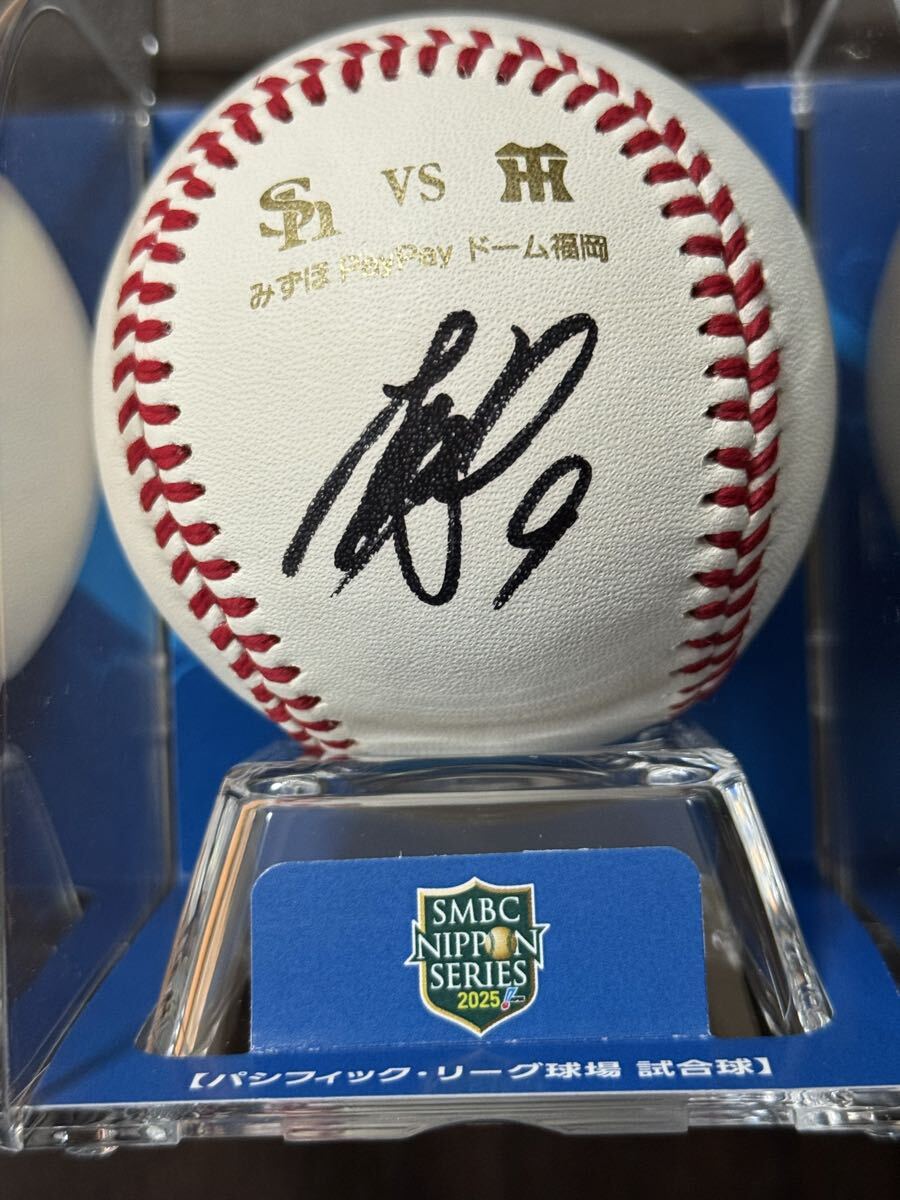 SH VS HT
みずほ PayPay ドーム福岡
9
SMBC
NIPPON
SERIES
2025
【パシフィック・リーグ球場 試合球】